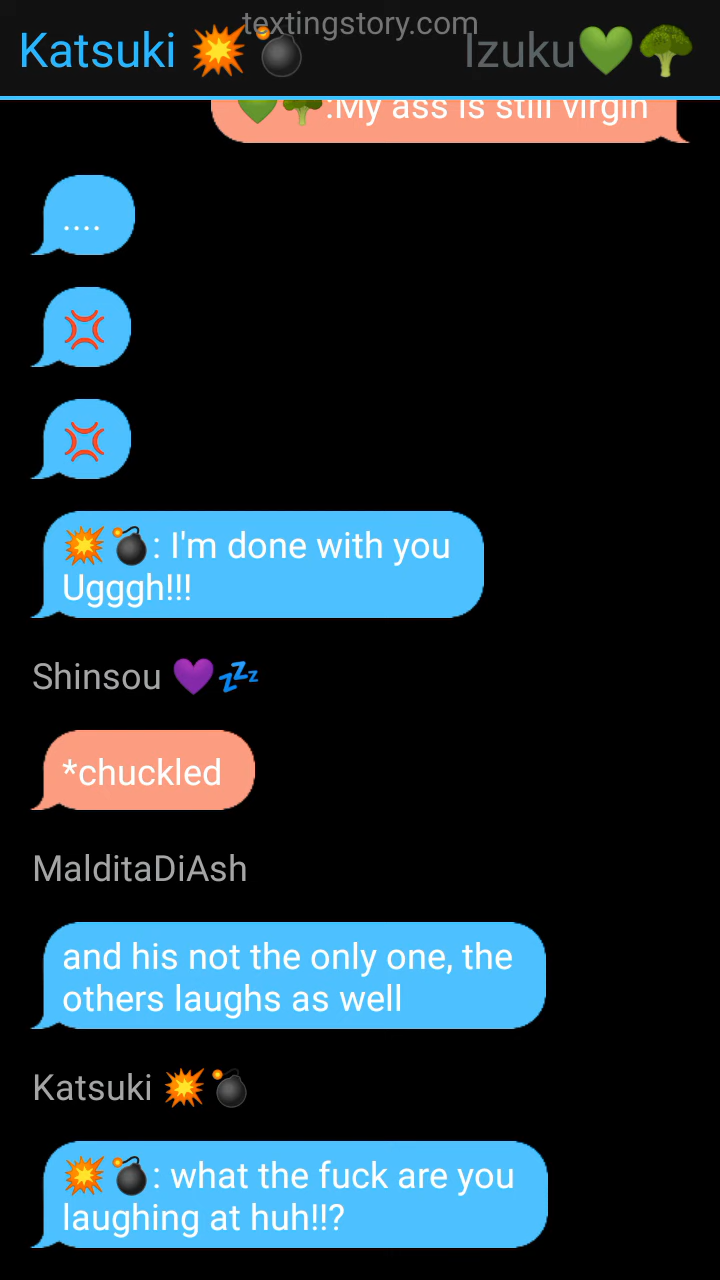 textingstory.com
Katsuki 💥💣 Izuku💚🥦
💚🥦:My ass is still virgin
....
💢
💢
💥💣: I'm done with you
Ugggh!!!
Shinsou 💜💤
*chuckled
MalditaDiAsh
and his not the only one, the
others laughs as well
Katsuki 💥💣
💥💣: what the fuck are you
laughing at huh!!?